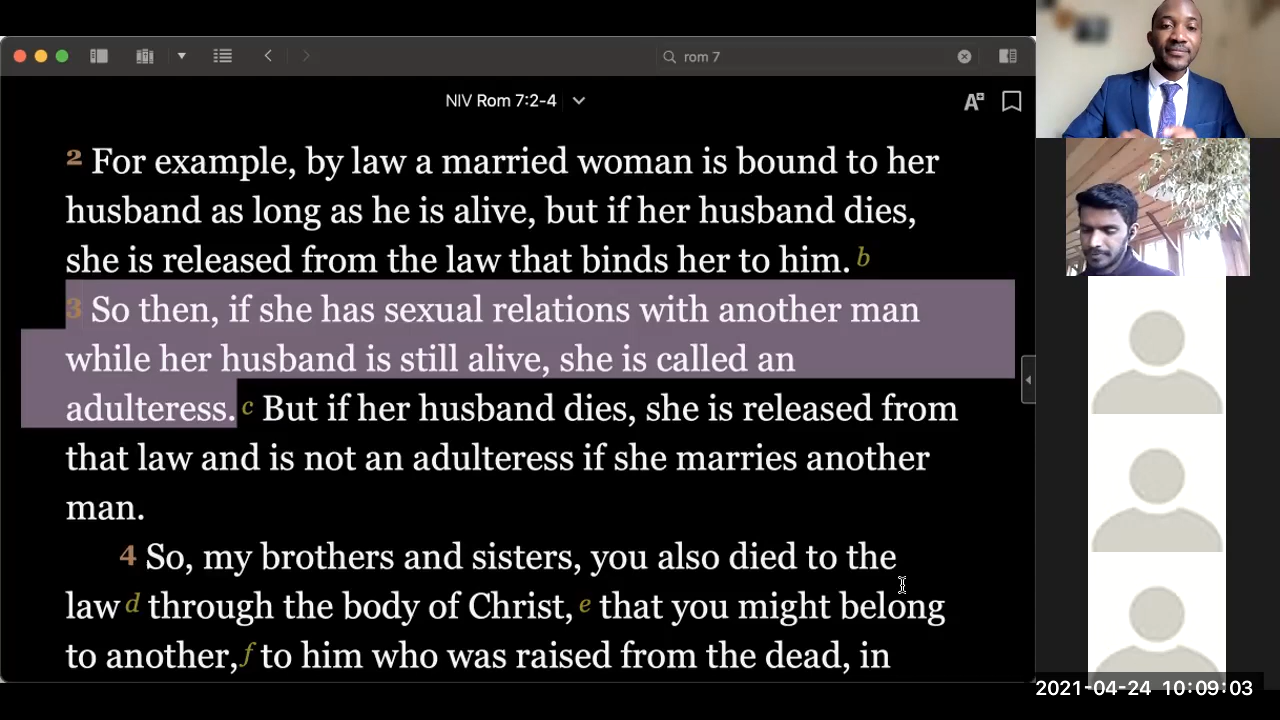 rom 7
NIV Rom 7:2-4
A
2 For example, by law a married woman is bound to her
husband as long as he is alive, but if her husband dies,
she is released from the law that binds her to him. b
3 So then, if she has sexual relations with another man
while her husband is still alive, she is called an
adulteress. c But if her husband dies, she is released from
that law and is not an adulteress if she marries another
man.
4 So, my brothers and sisters, you also died to the
law d through the body of Christ, e that you might belong
to another, f to him who was raised from the dead, in
2021-04-24 10:09:03